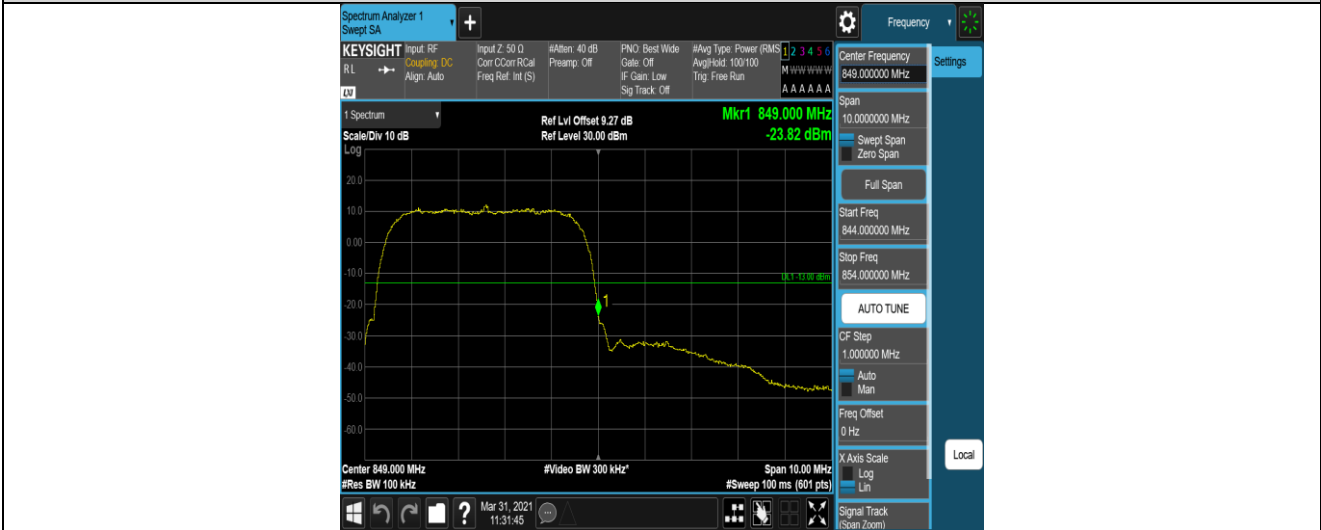 Spectrum Analyzer 1
Swept SA
+
Frequency
KEYSIGHT
RL
LXI
Input: RF
Coupling: DC
Align: Auto
Input Z: 50 Ω
Corr CCorr RCal
Freq Ref: Int (S)
#Atten: 40 dB
Preamp: Off
PNO: Best Wide
Gate: Off
IF Gain: Low
Sig Track: Off
#Avg Type: Power (RMS
Avg|Hold: 100/100
Trig: Free Run
1 2 3 4 5 6
M W W W W W
A A A A A A
1 Spectrum
Scale/Div 10 dB
Log
Ref Lvl Offset 9.27 dB
Ref Level 30.00 dBm
Mkr1 849.000 MHz
-23.82 dBm
20.0
10.0
0.00
-10.0
-20.0
-30.0
-40.0
-50.0
-60.0
DL1 -13.00 dBm
1
Center 849.000 MHz
#Res BW 100 kHz
#Video BW 300 kHz*
Span 10.00 MHz
#Sweep 100 ms (601 pts)
?
Mar 31, 2021
11:31:45
Center Frequency
849.000000 MHz
Span
10.0000000 MHz
Swept Span
Zero Span
Full Span
Start Freq
844.000000 MHz
Stop Freq
854.000000 MHz
AUTO TUNE
CF Step
1.000000 MHz
Auto
Man
Freq Offset
0 Hz
X Axis Scale
Log
Lin
Signal Track
(Span Zoom)
Settings
Local